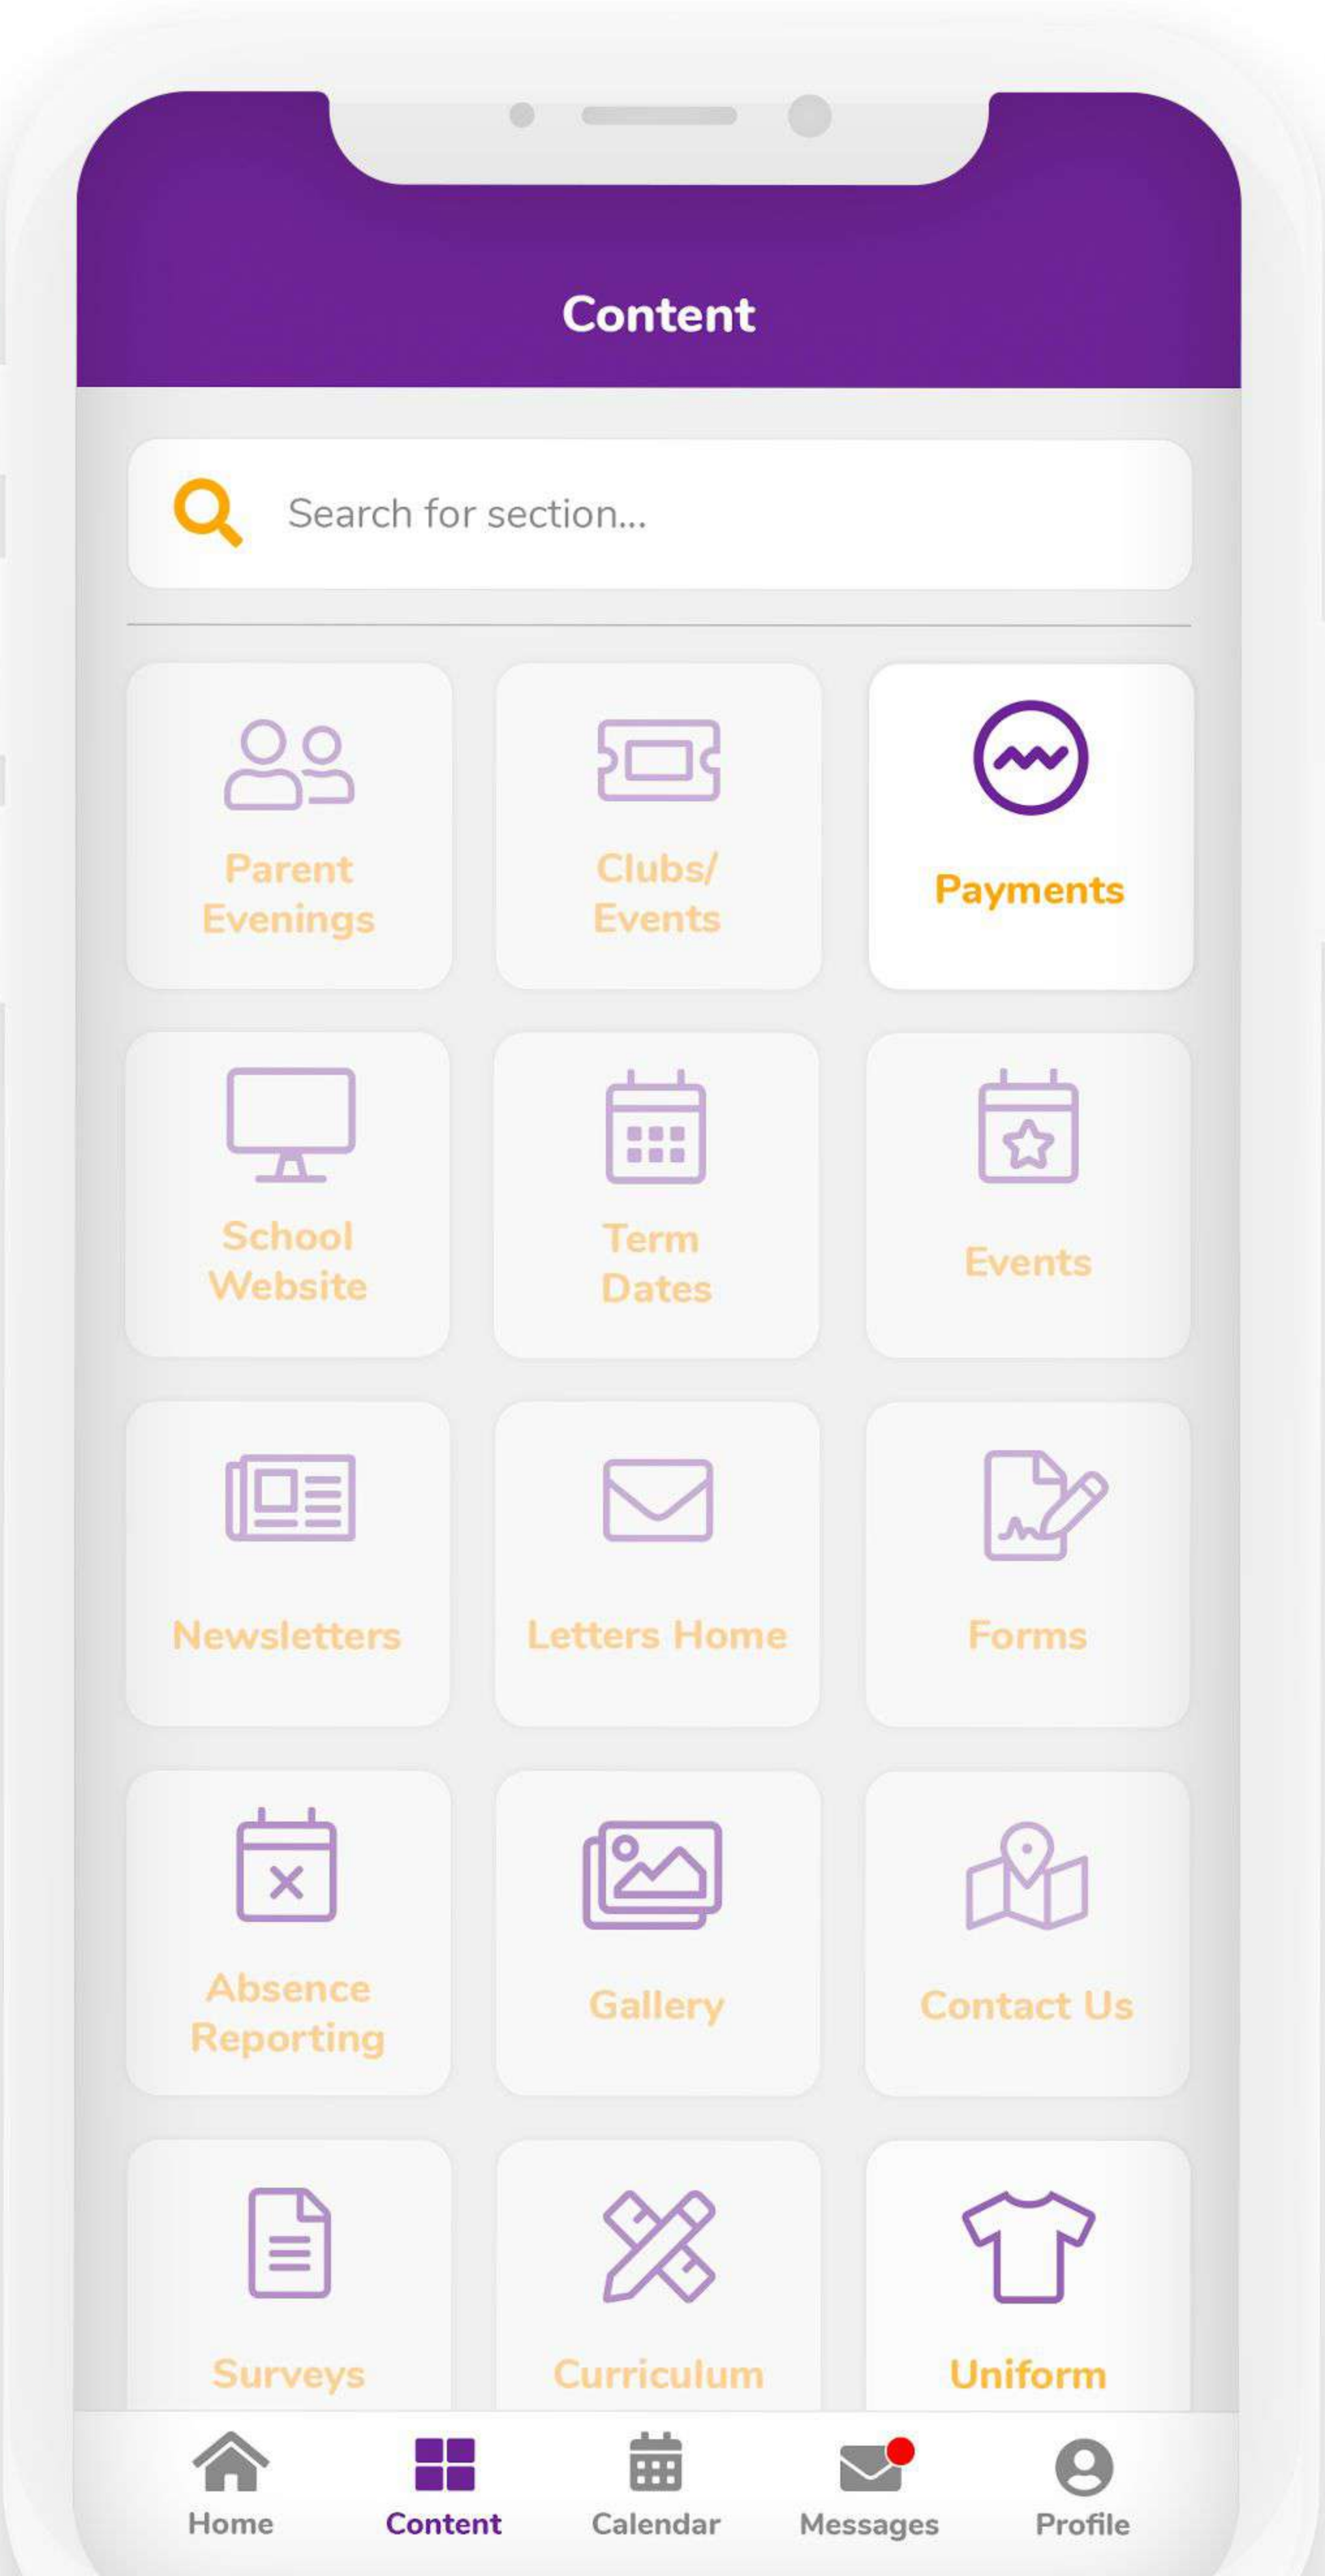 Content
Search for section...
Parent
Evenings
Clubs/
Events
Payments
School
Website
Term
Dates
Events
Newsletters
Letters Home
Forms
Absence
Reporting
Gallery
Contact Us
Surveys
Curriculum
Uniform
Home
Content
Calendar
Messages
Profile